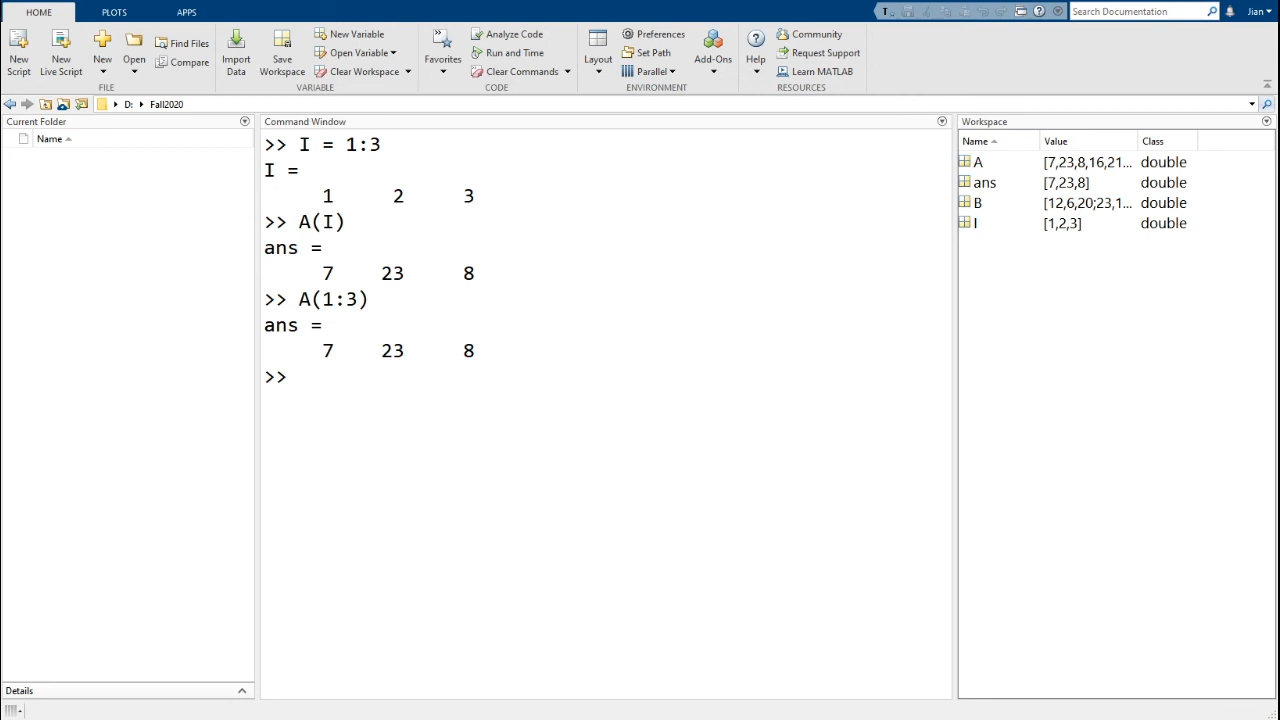 HOME PLOTS APPS
Search Documentation
Jian
New Script
New Live Script
New
Open
Find Files
Compare
FILE
Import Data
Save Workspace
New Variable
Open Variable
Clear Workspace
VARIABLE
Favorites
Analyze Code
Run and Time
Clear Commands
CODE
Layout
Preferences
Set Path
Parallel
Add-Ons
ENVIRONMENT
Help
Community
Request Support
Learn MATLAB
RESOURCES
D: Fall2020
Current Folder
Name
Details
Command Window
>> I = 1:3
I =
1 2 3
>> A(I)
ans =
7 23 8
>> A(1:3)
ans =
7 23 8
>>
Workspace
Name Value Class
A [7,23,8,16,21... double
ans [7,23,8] double
B [12,6,20;23,1... double
I [1,2,3] double